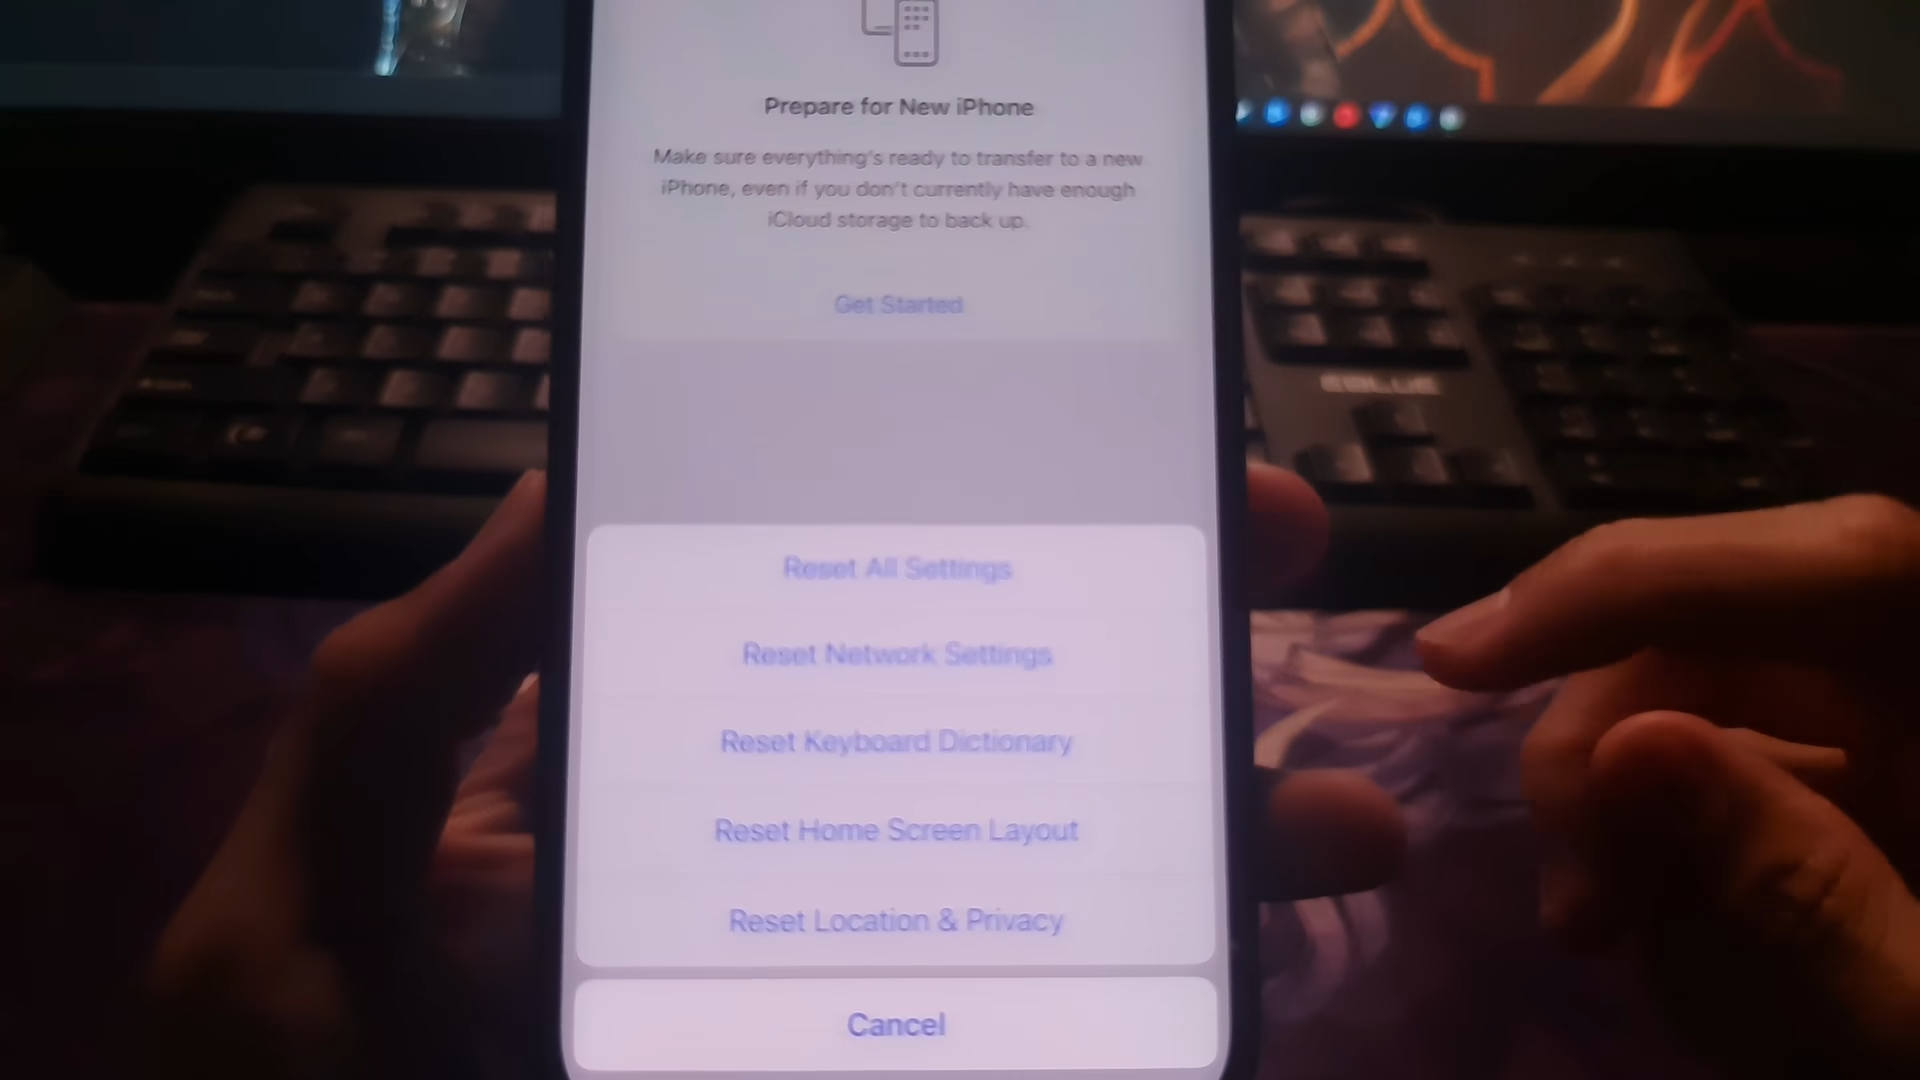 Prepare for New iPhone
Make sure everything's ready to transfer to a new
iPhone, even if you don't currently have enough
iCloud storage to back up.
Get Started
Reset All Settings
Reset Network Settings
Reset Keyboard Dictionary
Reset Home Screen Layout
Reset Location & Privacy
Cancel